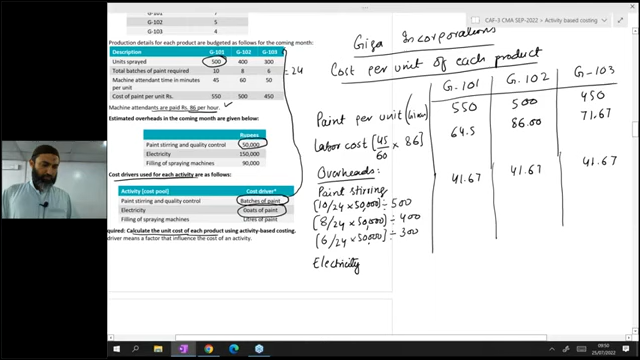 CAF-3 CMA SEP-2022 > Activity based costing
G-101 7
G-102 5
G-103 4
Production details for each product are budgeted as follows for the coming month:
Description G-101 G-102 G-103
Units sprayed 500 400 300
Total batches of paint required 10 8 6 = 24
Machine attendance time in minutes per unit 45 60 50
Cost of paint per unit Rs. 550 500 450
Machine attendants are paid Rs. 86 per hour.
Estimated overheads in the coming month are given below:
Rupees
Paint stirring and quality control 50,000
Electricity 150,000
Filling of spraying machines 90,000
Cost drivers used for each activity are as follow:
Activity [cost pool] Cost driver*
Paint stirring and quality control Batches of paint
Electricity Coats of paint
Filling of spraying machines Litres of paint
quired: Calculate the unit cost of each product using activity-based costing.
driver means a factor that influence the cost of an activity.
Giga Incorporations
Cost per unit of each product
G-101 G-102 G-103
Paint per unit (Given) 550 500 450
Labor cost [45/60 x 86] 64.5 86.00 71.67
Overheads:
Paint stirring 41.67 41.67 41.67
(10/24 x 50,000) ÷ 500
[8/24 x 50,000] ÷ 400
[6/24 x 50,000] ÷ 300
Electricity
09:50
25/07/2022